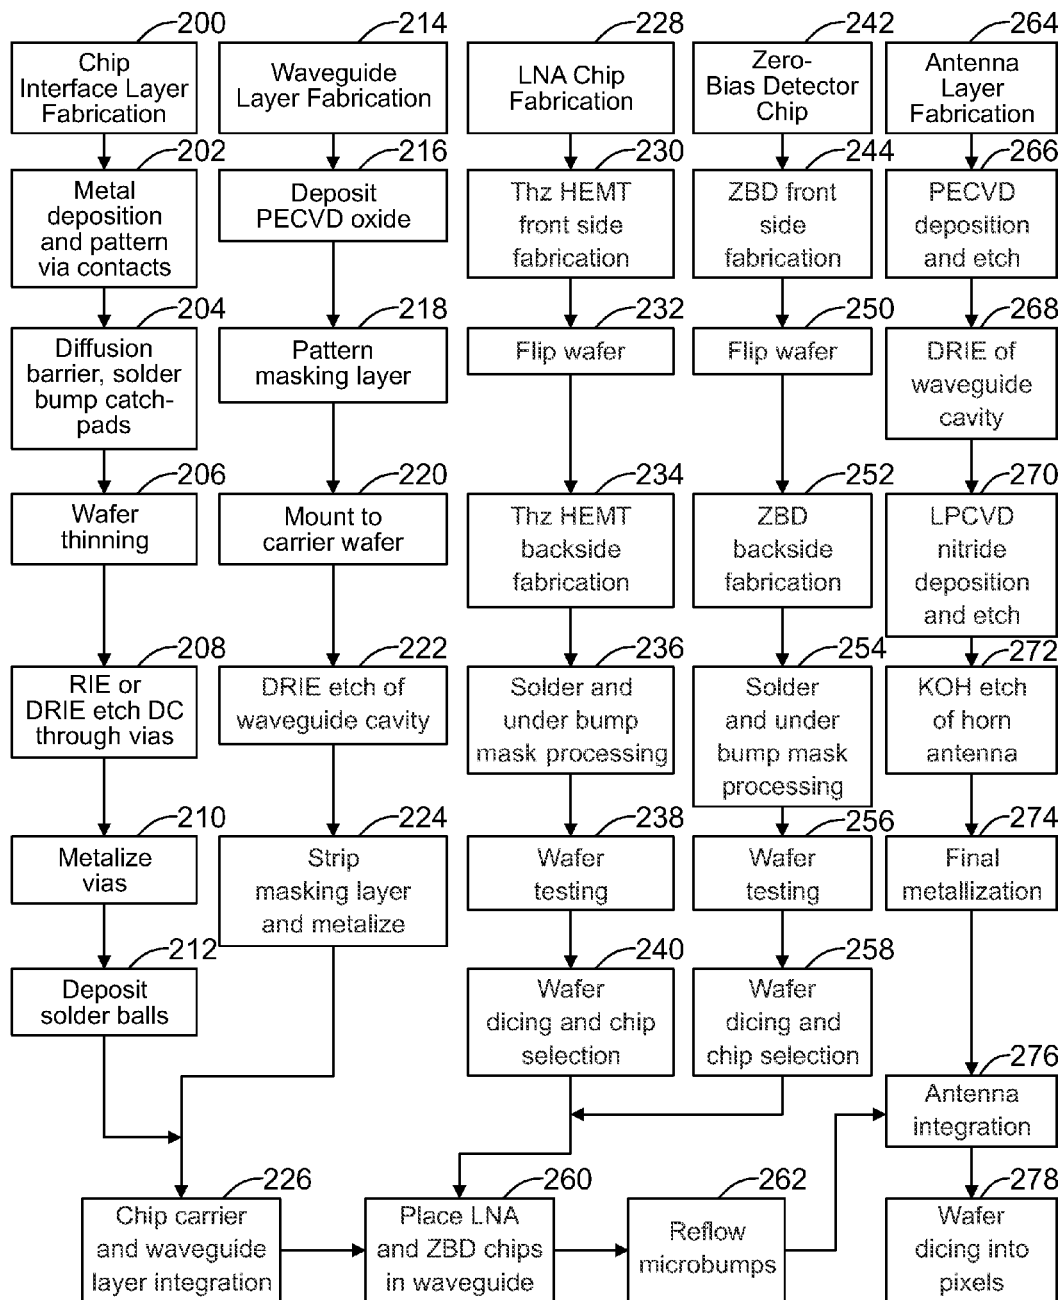 200
Chip
Interface Layer
Fabrication
202
Metal
deposition
and pattern
via contacts
204
Diffusion
barrier, solder
bump catch-
pads
206
Wafer
thinning
208
RIE or
DRIE etch DC
through vias
210
Metalize
vias
212
Deposit
solder balls
214
Waveguide
Layer Fabrication
216
Deposit
PECVD oxide
218
Pattern
masking layer
220
Mount to
carrier wafer
222
DRIE etch of
waveguide cavity
224
Strip
masking layer
and metalize
226
Chip carrier
and waveguide
layer integration
228
LNA Chip
Fabrication
230
Thz HEMT
front side
fabrication
232
Flip wafer
234
Thz HEMT
backside
fabrication
236
Solder and
under bump
mask processing
238
Wafer
testing
240
Wafer
dicing and chip
selection
242
Zero-
Bias Detector
Chip
244
ZBD front
side
fabrication
250
Flip wafer
252
ZBD
backside
fabrication
254
Solder
and under
bump mask
processing
256
Wafer
testing
258
Wafer
dicing and
chip selection
260
Place LNA
and ZBD chips
in waveguide
262
Reflow
microbumps
264
Antenna
Layer
Fabrication
266
PECVD
deposition
and etch
268
DRIE of
waveguide
cavity
270
LPCVD
nitride
deposition
and etch
272
KOH etch
of horn
antenna
274
Final
metallization
276
Antenna
integration
278
Wafer
dicing into
pixels